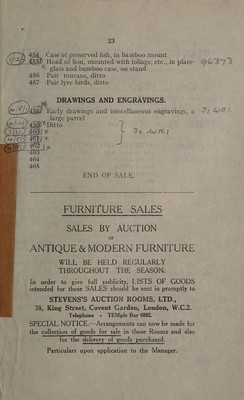 23
454 Case of preserved fish, in bamboo mount
455 Head of lion, mounted with foliage, etc., in plate-
glass and bamboo case, on stand
456 Pair toucans, ditto
457 Pair lyre birds, ditto
DRAWINGS AND ENGRAVINGS.
Early drawings and miscellaneous engravings, a
large parcel
Ditto
462
463
464
465
END OF SALE.
FURNITURE SALES
SALES BY AUCTION
OF
ANTIQUE & MODERN FURNITURE
WILL BE HELD REGULARLY
THROUGHOUT THE SEASON.
In order to give full publicity, LISTS OF GOODS
intended for these SALES should be sent in promptly to
STEVENS'S AUCTION ROOMS, LTD.,
38, King Street, Covent Garden, London, W.C.2.
Telephone - TEMple Bar
SPECIAL NOTICE.—Arrangements can now be made for
the collection of goods for sale in these Rooms and also
for the delivery of goods purchased.
Particulars upon application to the Manager.